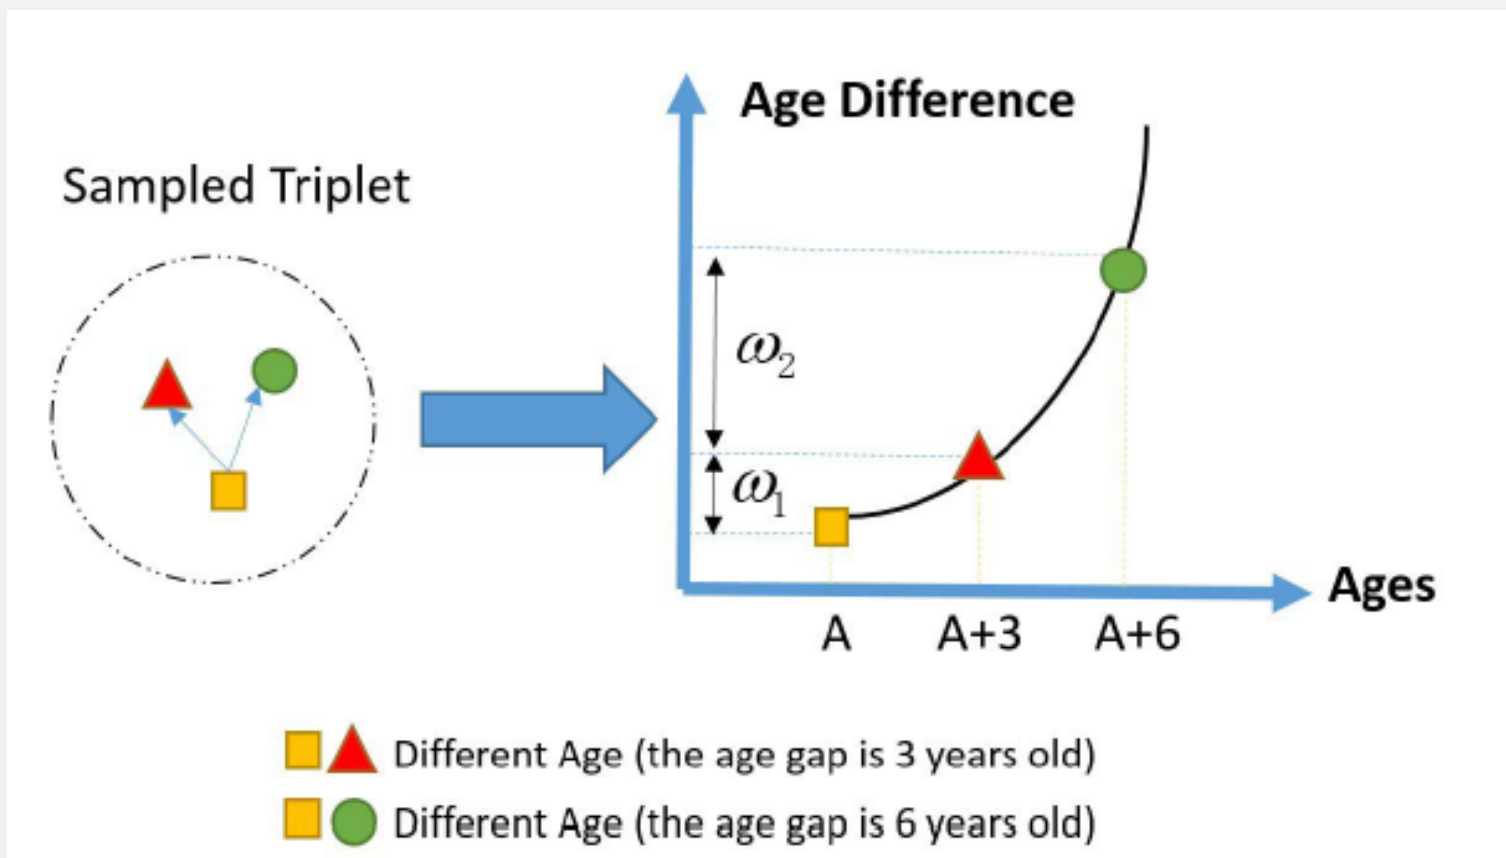 Sampled Triplet
Age Difference
ω₂
ω₁
Ages
A
A+3
A+6
Different Age (the age gap is 3 years old)
Different Age (the age gap is 6 years old)